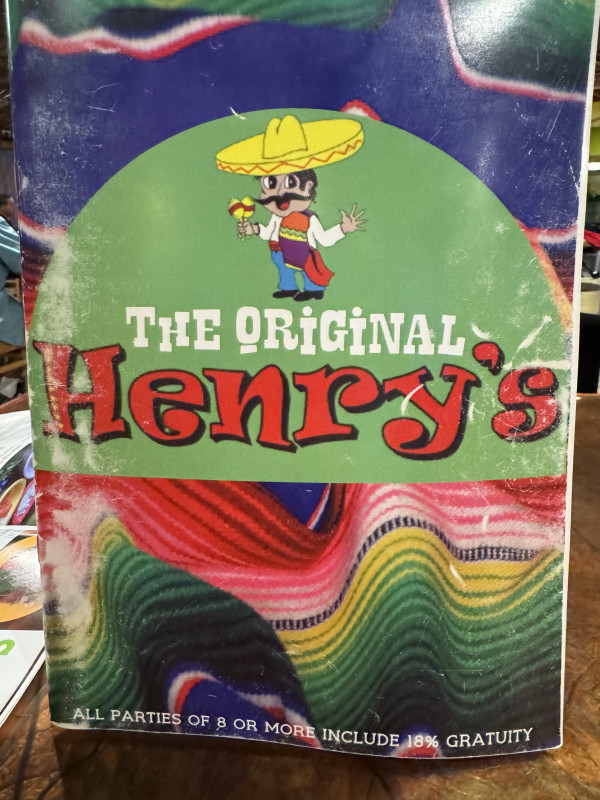 THE ORIGINAL
Henry's
ALL PARTIES OF 8 OR MORE INCLUDE 18% GRATUITY